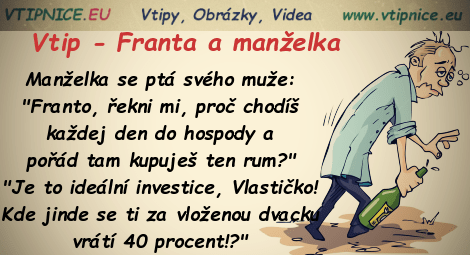 VTIPNICE.EU Vtipy, Obrázky, Videa www.vtipnice.eu
Vtip - Franta a manželka
Manželka se ptá svého muže:
"Franto, řekni mi, proč chodíš
každej den do hospody a
pořád tam kupuješ ten rum?"
"Je to ideální investice, Vlastičko!
Kde jinde se ti za vloženou dvacku
vrátí 40 procent!?"